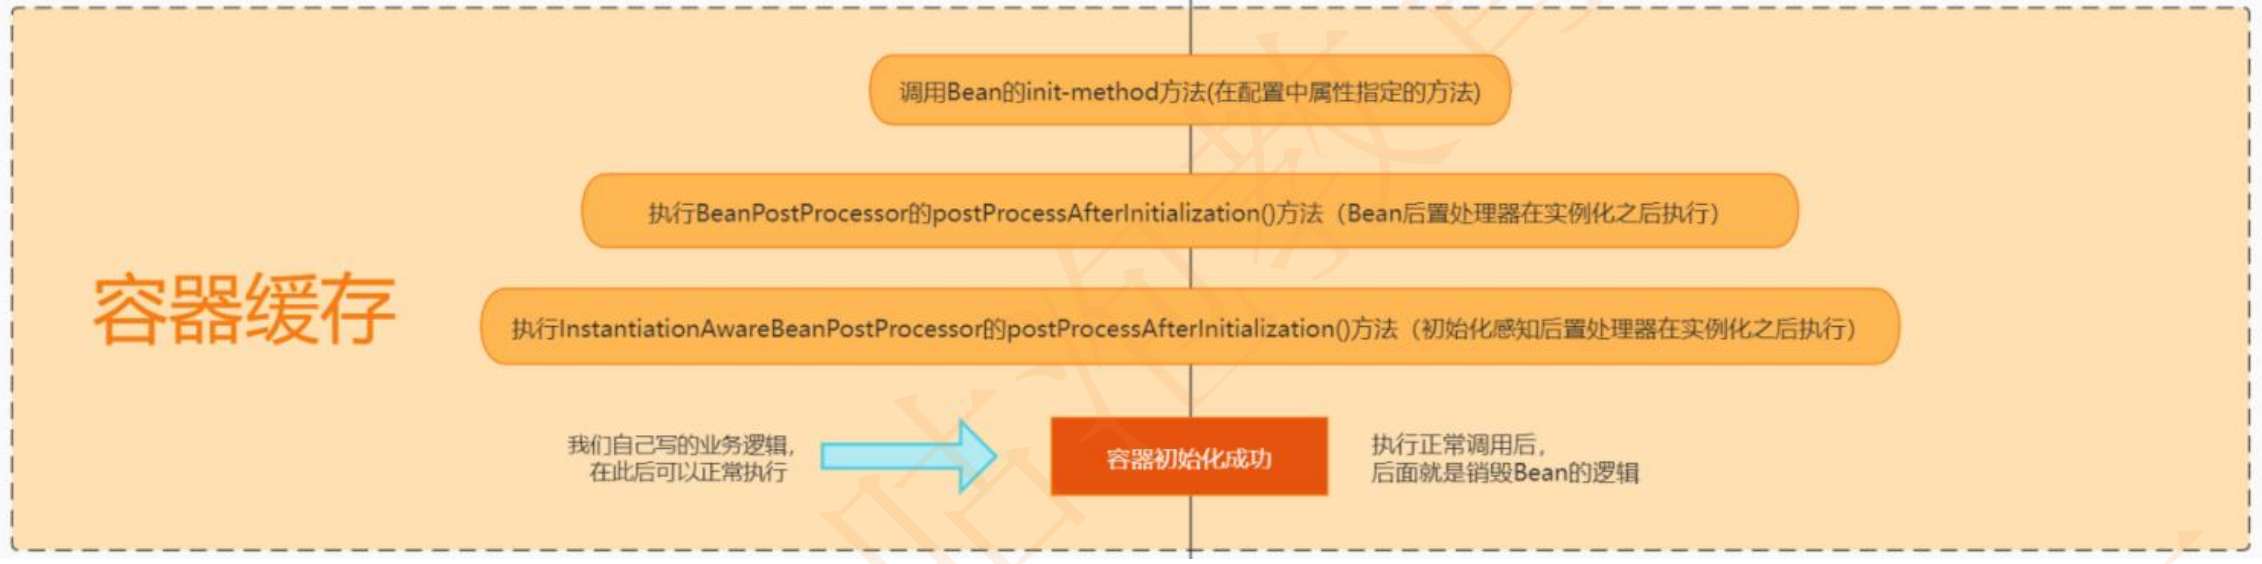 调用Bean的init-method方法(在配置中属性指定的方法)
执行BeanPostProcessor的postProcessAfterInitialization()方法（Bean后置处理器在实例化之后执行）
容器缓存
执行InstantiationAwareBeanPostProcessor的postProcessAfterInitialization()方法（初始化感知后置处理器在实例化之后执行）
我们自己写的业务逻辑，
在此后可以正常执行
容器初始化成功
执行正常调用后，
后面就是销毁Bean的逻辑